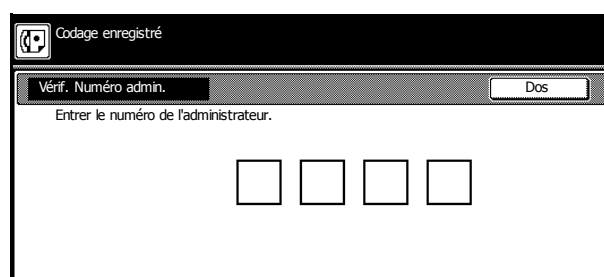 Codage enregistré
Vérif. Numéro admin.
Dos
Entrer le numéro de l'administrateur.